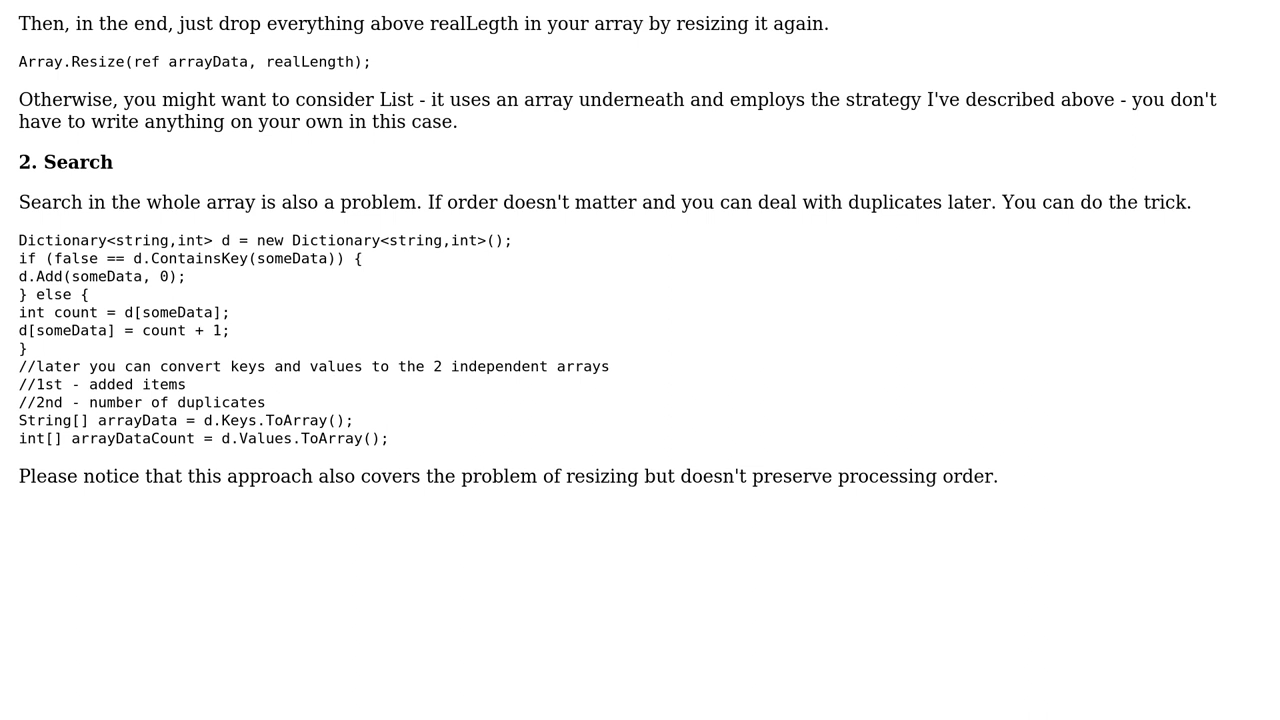 Then, in the end, just drop everything above realLegth in your array by resizing it again.
Array.Resize(ref arrayData, realLength);
Otherwise, you might want to consider List - it uses an array underneath and employs the strategy I've described above - you don't
have to write anything on your own in this case.
2. Search
Search in the whole array is also a problem. If order doesn't matter and you can deal with duplicates later. You can do the trick.
Dictionary<string,int> d = new Dictionary<string,int>();
if (false == d.ContainsKey(someData)) {
d.Add(someData, 0);
} else {
int count = d[someData];
d[someData] = count + 1;
}
//later you can convert keys and values to the 2 independent arrays
//1st - added items
//2nd - number of duplicates
String[] arrayData = d.Keys.ToArray();
int[] arrayDataCount = d.Values.ToArray();
Please notice that this approach also covers the problem of resizing but doesn't preserve processing order.